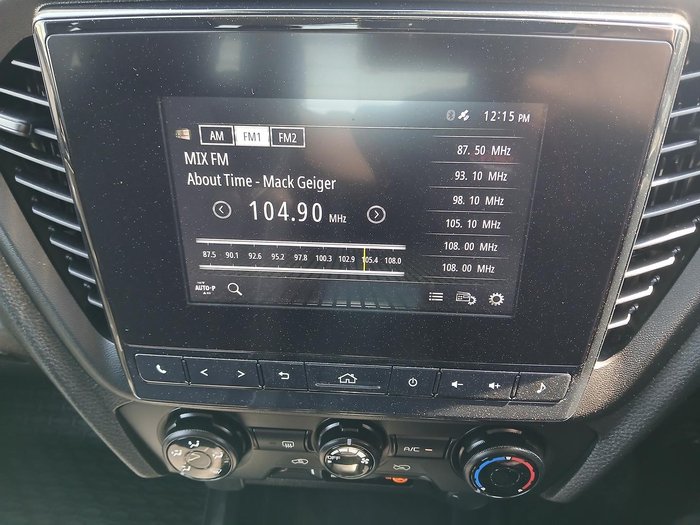 12:15 PM
AM FM1 FM2
MIX FM
About Time - Mack Geiger
104.90 MHz
87.5 90.1 92.6 95.2 97.8 100.3 102.9 105.4 108.0
AUTO-P
87. 50 MHz
93. 10 MHz
98. 10 MHz
105. 10 MHz
108. 00 MHz
108. 00 MHz
OFF
A/C